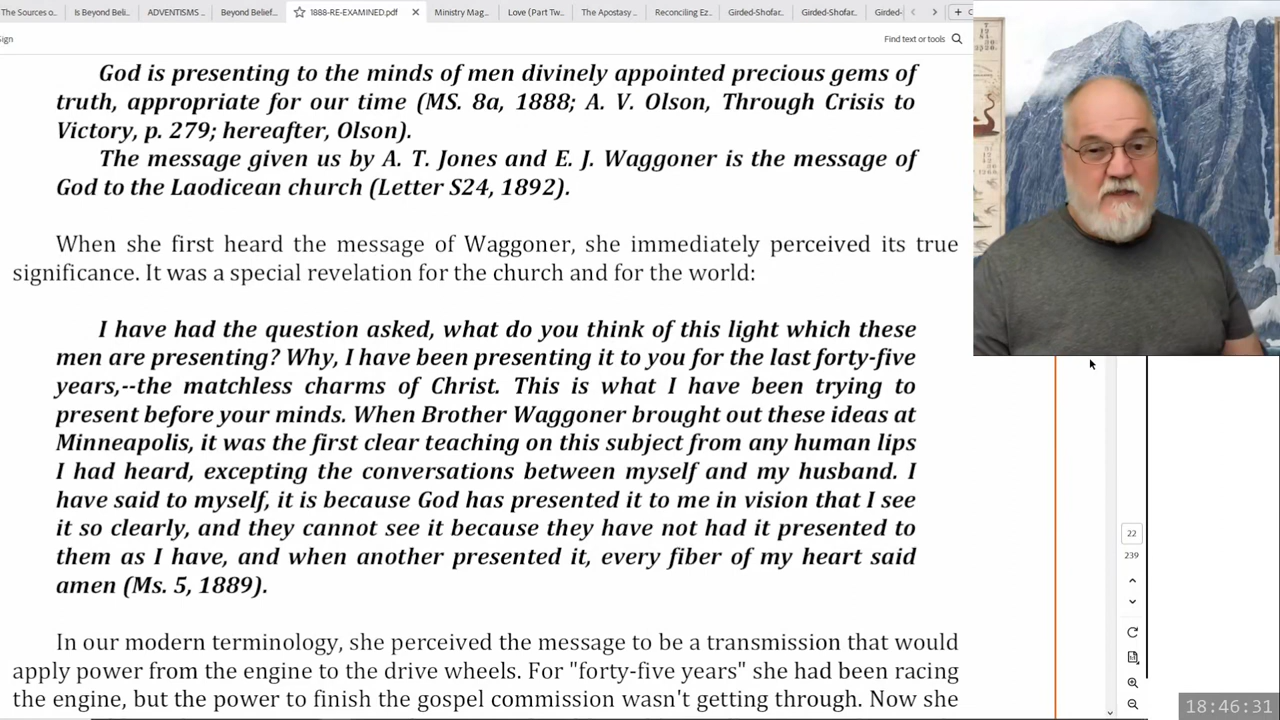 The Sources o...
Is Beyond Beli...
ADVENTISMS ...
Beyond Belief...
1888-RE-EXAMINED.pdf
Ministry Mag...
Love (Part Tw...
The Apostasy ...
Reconciling Ez...
Girded-Shofar...
Girded-Shofar...
Girded-
Sign
Find text or tools
God is presenting to the minds of men divinely appointed precious gems of
truth, appropriate for our time (MS. 8a, 1888; A. V. Olson, Through Crisis to
Victory, p. 279; hereafter, Olson).
The message given us by A. T. Jones and E. J. Waggoner is the message of
God to the Laodicean church (Letter S24, 1892).
When she first heard the message of Waggoner, she immediately perceived its true
significance. It was a special revelation for the church and for the world:
I have had the question asked, what do you think of this light which these
men are presenting? Why, I have been presenting it to you for the last forty-five
years,--the matchless charms of Christ. This is what I have been trying to
present before your minds. When Brother Waggoner brought out these ideas at
Minneapolis, it was the first clear teaching on this subject from any human lips
I had heard, excepting the conversations between myself and my husband. I
have said to myself, it is because God has presented it to me in vision that I see
it so clearly, and they cannot see it because they have not had it presented to
them as I have, and when another presented it, every fiber of my heart said
amen (Ms. 5, 1889).
In our modern terminology, she perceived the message to be a transmission that would
apply power from the engine to the drive wheels. For "forty-five years" she had been racing
the engine, but the power to finish the gospel commission wasn't getting through. Now she
22
239
18:46:31